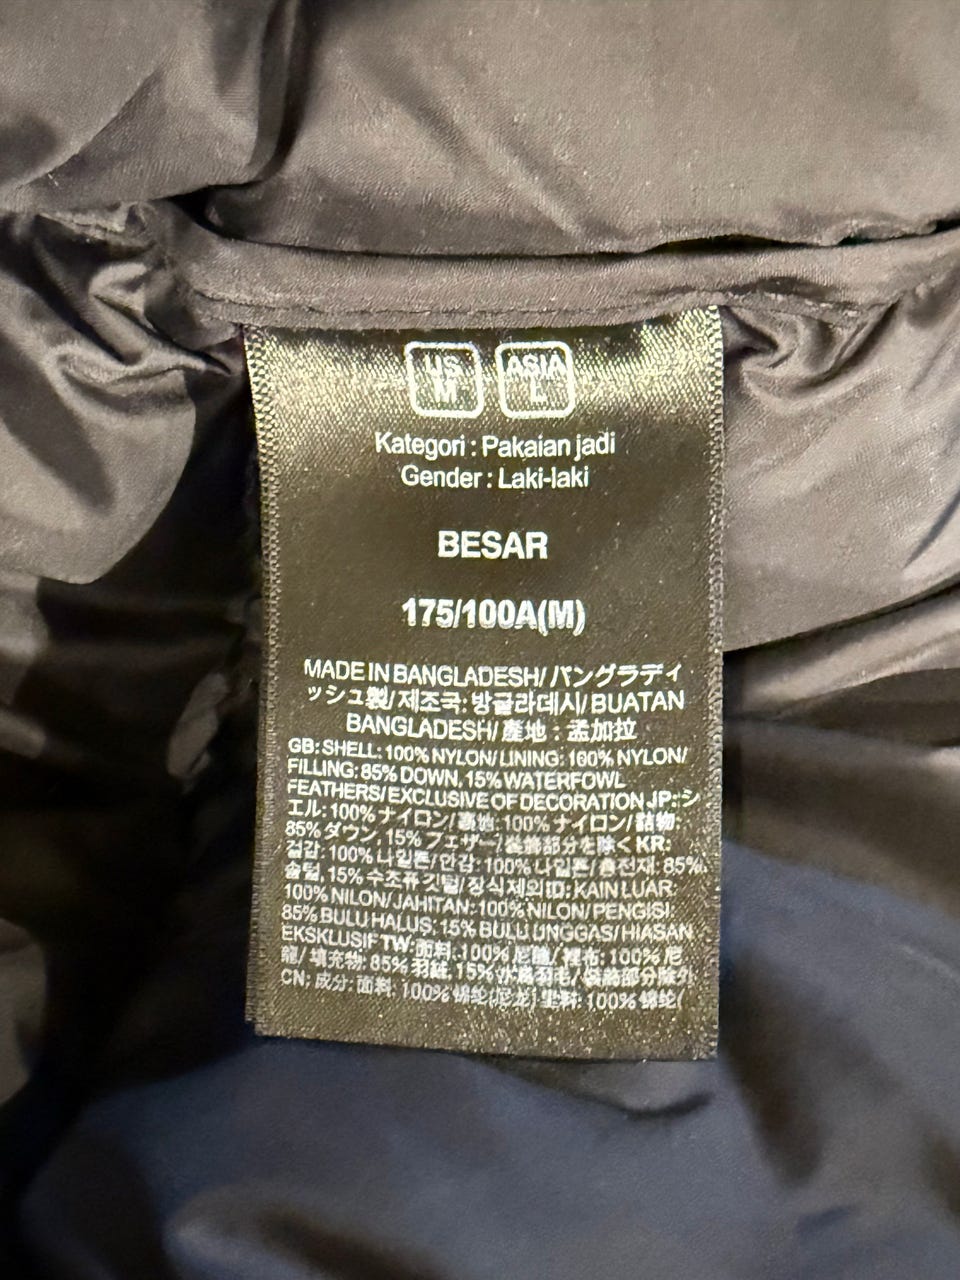 US ASIA
M L
Kategori : Pakaian jadi
Gender : Laki-laki
BESAR
175/100A(M)
MADE IN BANGLADESH/ バングラディ
ッシュ製/제조국: 방글라데시/ BUATAN
BANGLADESH/ 產地 : 孟加拉
GB: SHELL: 100% NYLON/ LINING: 100% NYLON/
FILLING: 85% DOWN, 15% WATERFOWL
FEATHERS/ EXCLUSIVE OF DECORATION JP: シ
エル: 100% ナイロン/ 裏地: 100% ナイロン/ 詰物:
85% ダウン, 15% フェザー/ 装飾部分を除く KR:
겉감: 100% 나일론/ 안감: 100% 나일론/ 충전재: 85%
솜털, 15% 수조류 깃털/ 장식제외 ID: KAIN LUAR:
100% NILON/ JAHITAN: 100% NILON/ PENGISI:
85% BULU HALUS: 15% BULU UNGGAS/ HIASAN
EKSKLUSIF TW: 面料: 100% 尼龍/ 裡布: 100% 尼
龍/ 填充物: 85% 羽絨, 15% 水鳥羽毛/ 裝飾部分除外
CN: 成分: 面料: 100% 锦纶(尼龙) 里料: 100% 锦纶(